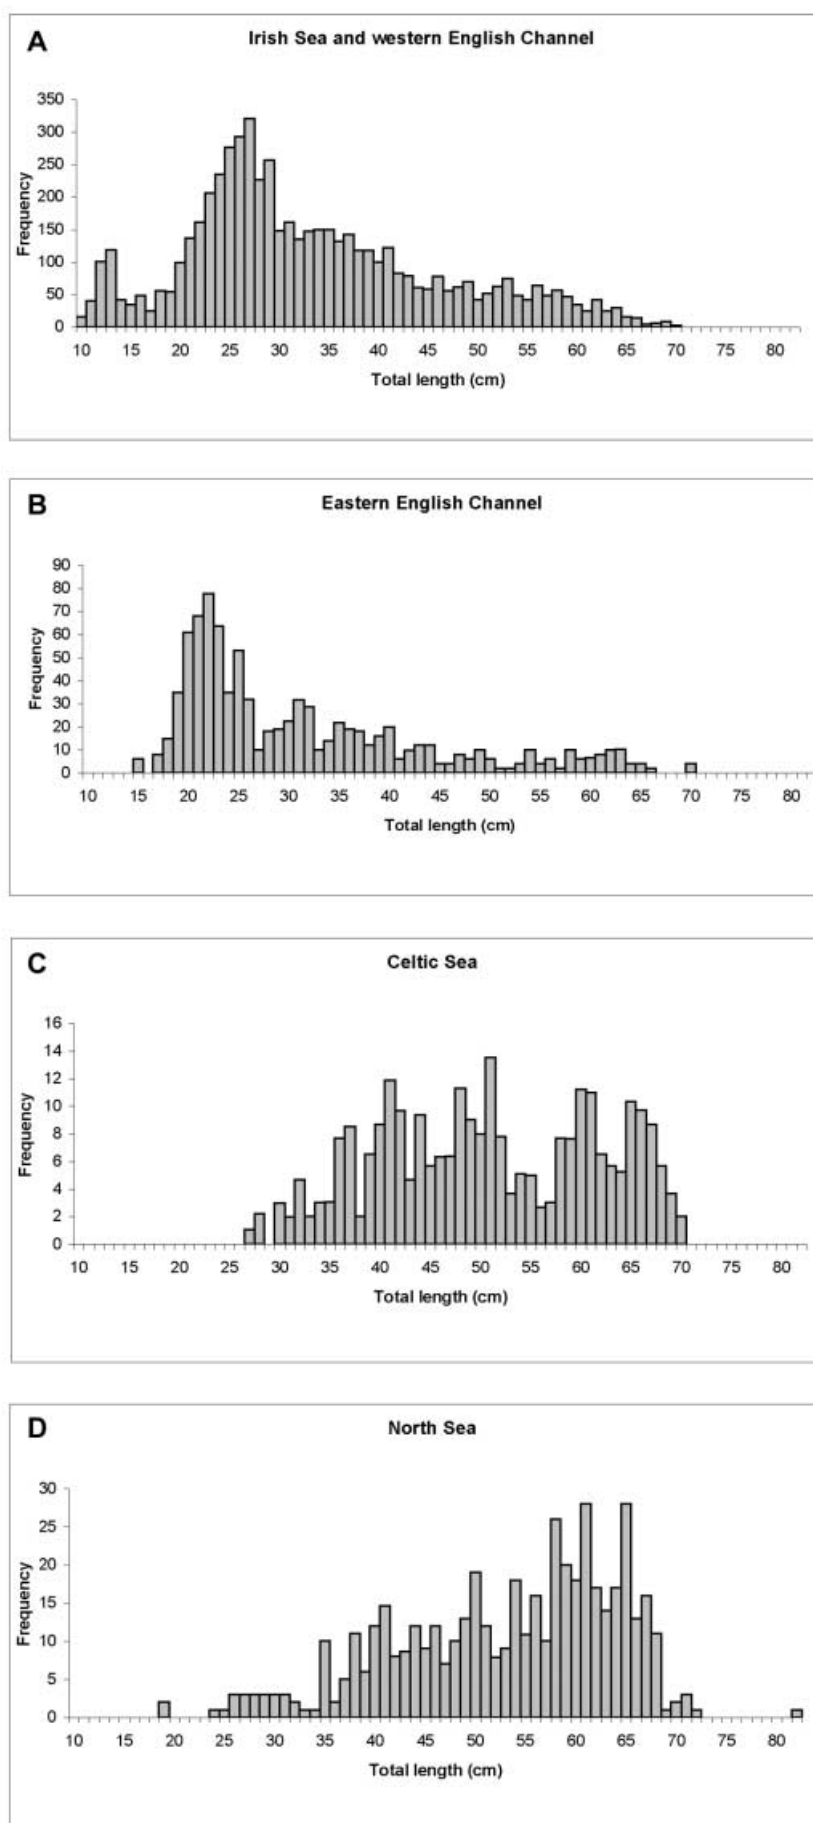 A
Irish Sea and western English Channel
350
300
250
200
150
100
50
0
Frequency
10 15 20 25 30 35 40 45 50 55 60 65 70 75 80
Total length (cm)
B
Eastern English Channel
90
80
70
60
50
40
30
20
10
0
Frequency
10 15 20 25 30 35 40 45 50 55 60 65 70 75 80
Total length (cm)
C
Celtic Sea
16
14
12
10
8
6
4
2
0
Frequency
10 15 20 25 30 35 40 45 50 55 60 65 70 75 80
Total length (cm)
D
North Sea
30
25
20
15
10
5
0
Frequency
10 15 20 25 30 35 40 45 50 55 60 65 70 75 80
Total length (cm)